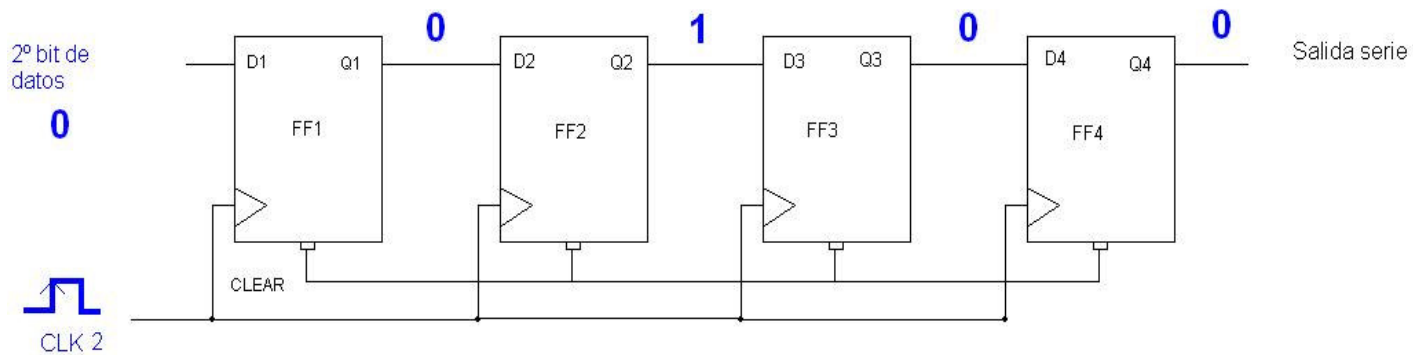 0 1 0 0
2º bit de
datos
0
D1 Q1 D2 Q2 D3 Q3 D4 Q4
Salida serie
FF1 FF2 FF3 FF4
CLEAR
CLK 2